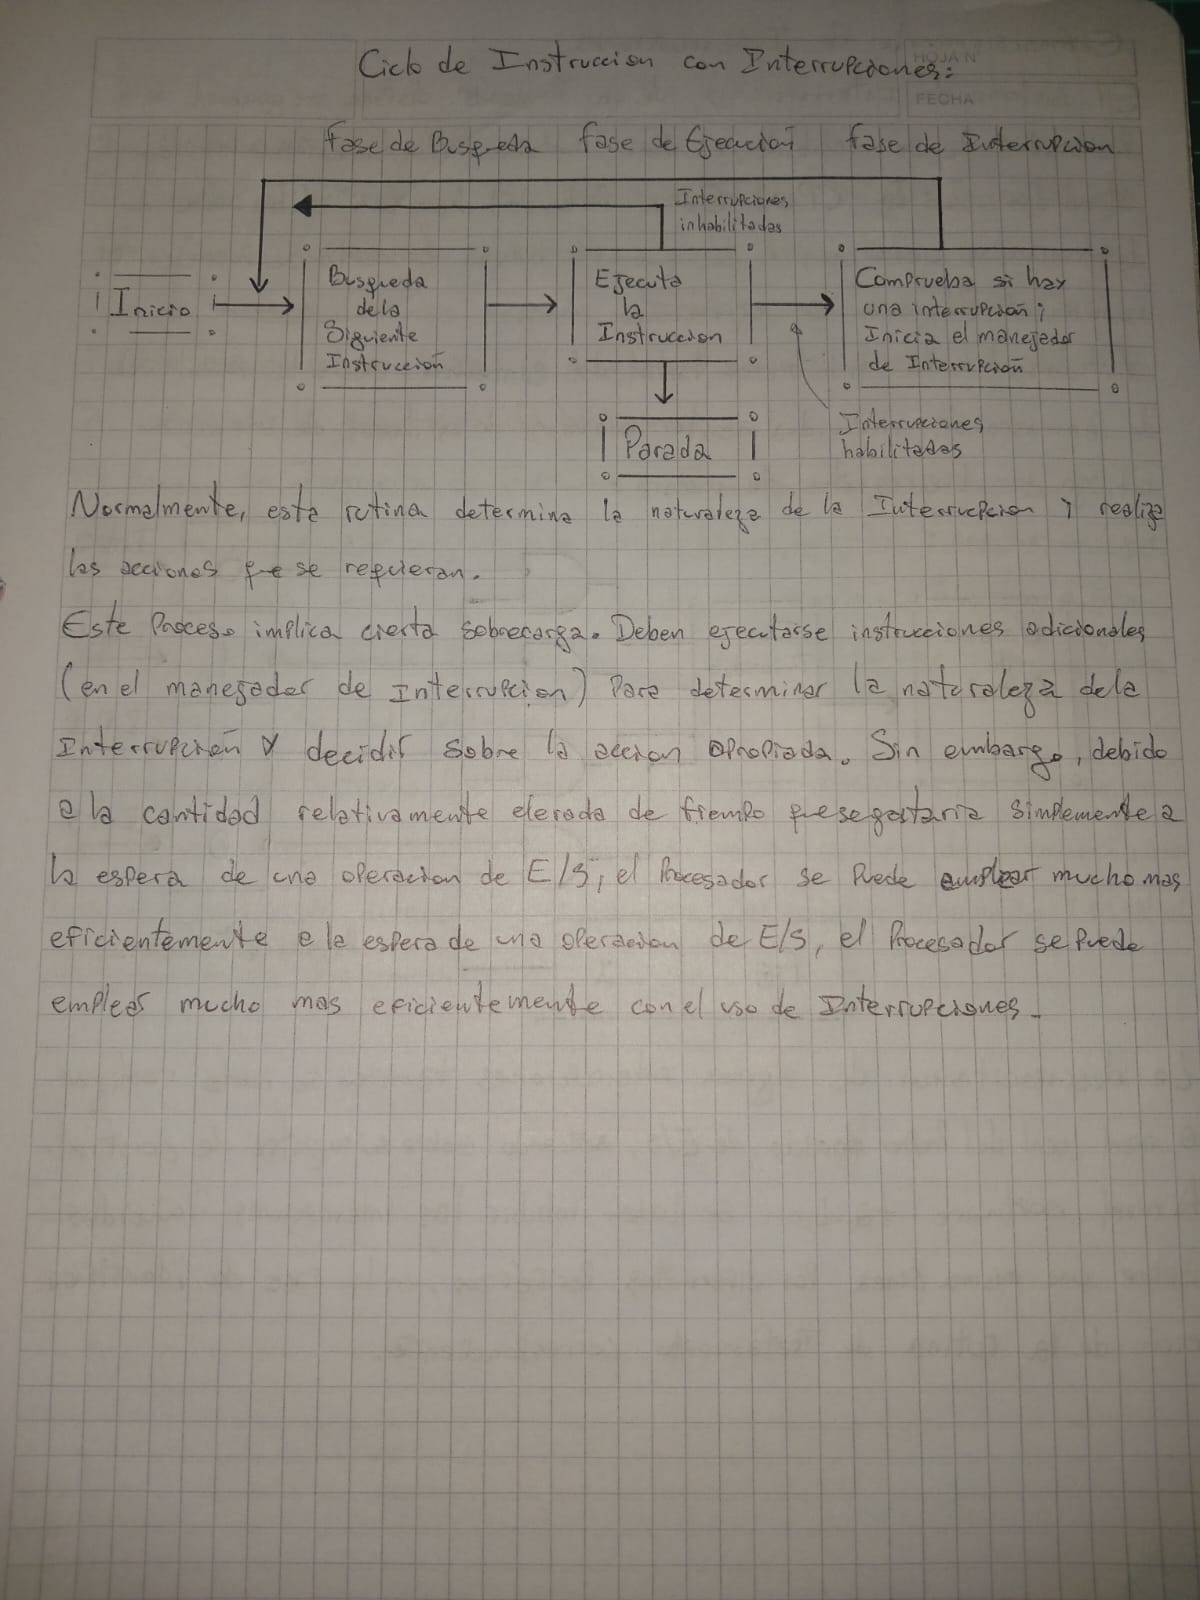 Ciclo de Instruccion con Interrupciones:
HOJA N
FECHA
Fase de Busqueda Fase de Ejecución Fase de Interrupcion
Interrupciones
inhabilitadas
Inicio
Busqueda
de la
Siguiente
Instrucción
Ejecuta
la
Instruccion
Comprueba si hay
una interrupción;
Inicia el manejador
de Interrupción
Parada
Interrupciones
habilitadas
Normalmente, esta rutina determina la naturaleza de la Interrupcion y realiza
las acciones que se requieran.
Este Proceso implica cierta sobrecarga. Deben ejecutarse instrucciones adicionales
(en el manejador de Interrupcion) Para determinar la naturaleza de la
Interrupción y decidir sobre la accion apropiada. Sin embargo, debido
a la cantidad relativamente elevada de tiempo que se gastaria simplemente a
la espera de una operacion de E/S, el Procesador se Puede emplear mucho mas
eficientemente a la espera de una operacion de E/S, el Procesador se Puede
emplear mucho mas eficientemente con el uso de Interrupciones.